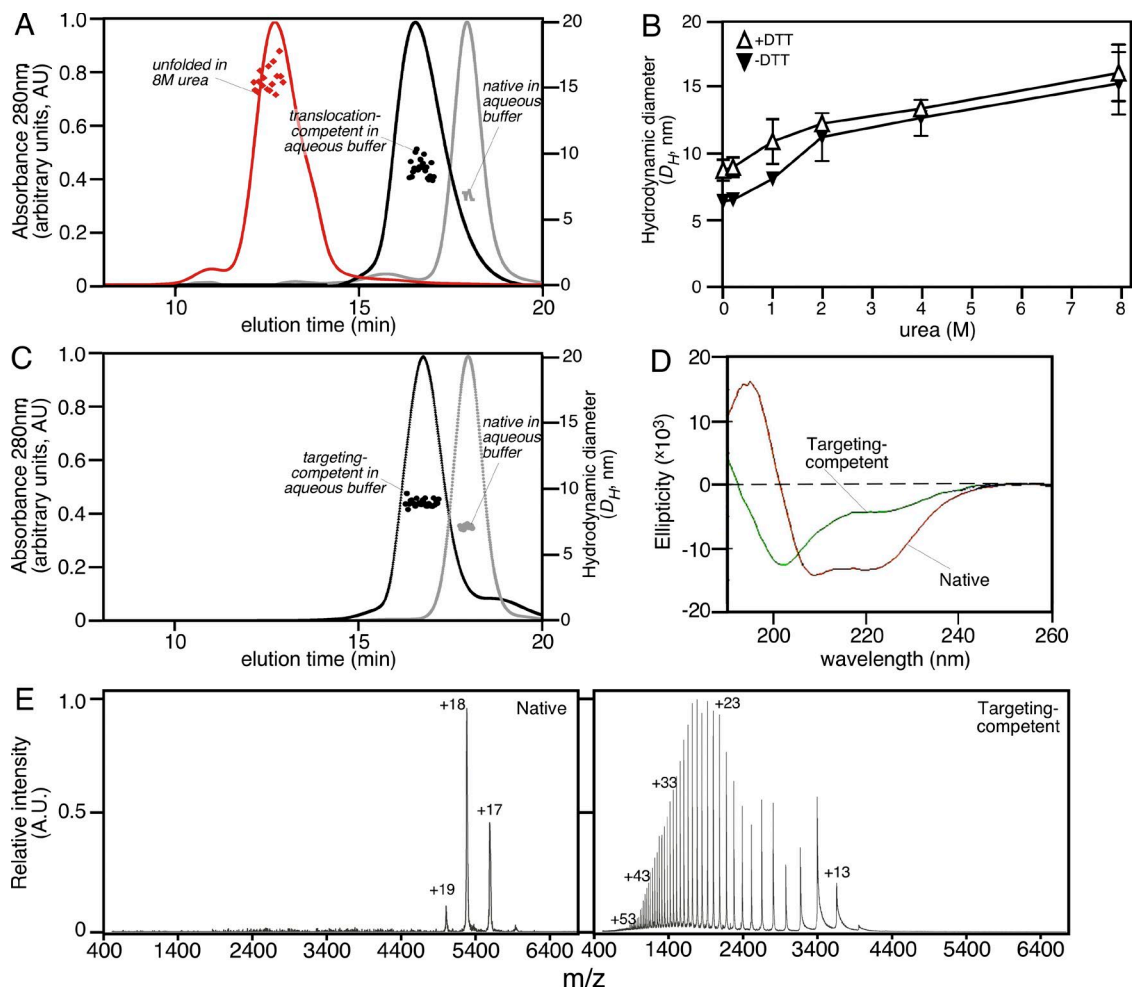 A
1.0
0.8
0.6
0.4
0.2
0
Absorbance 280nm
(arbitrary units, AU)
unfolded in
8M urea
translocation-
competent in
aqueous buffer
native in
aqueous
buffer
20
15
10
5
0
10
15
20
elution time (min)
B
20
15
10
5
0
Hydrodynamic diameter
(DH, nm)
+DTT
-DTT
0
1
2
3
4
5
6
7
8
urea (M)
C
1.0
0.8
0.6
0.4
0.2
0
Absorbance 280nm
(arbitrary units, AU)
targeting-
competent in
aqueous buffer
native in
aqueous
buffer
20
15
10
5
0
Hydrodynamic diameter
(DH, nm)
10
15
20
elution time (min)
D
20
10
0
-10
-20
Ellipticity (×10³)
Targeting-
competent
Native
200
220
240
260
wavelength (nm)
E
1.0
0.5
0
Relative intensity
(A.U.)
+18
Native
+17
+19
400
1400
2400
3400
4400
5400
6400
+23
Targeting-
competent
+33
+43
+53
+13
400
1400
2400
3400
4400
5400
6400
m/z